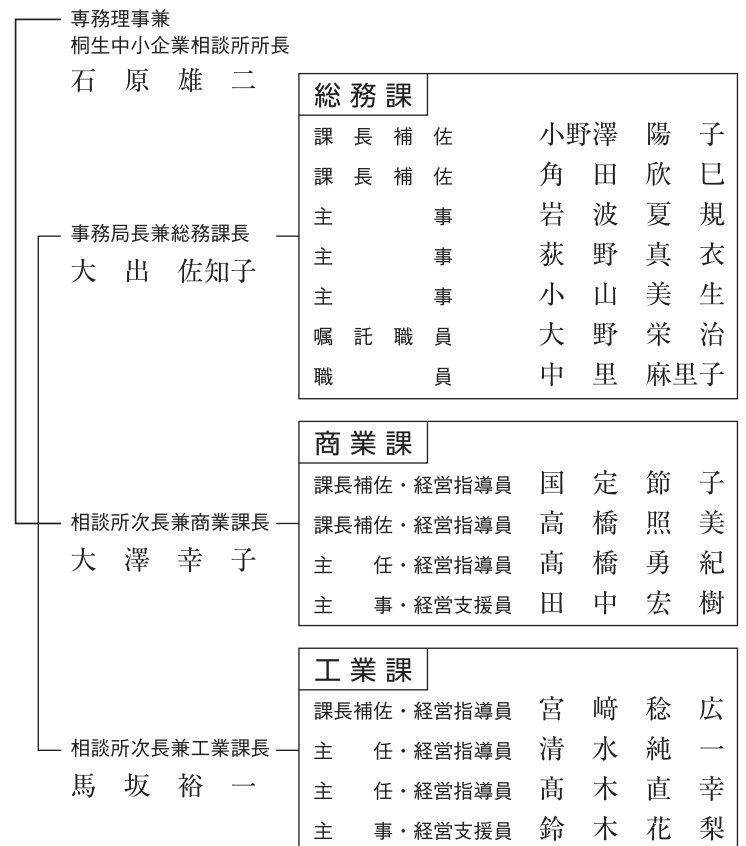 専務理事兼
桐生中小企業相談所所長
石原雄二
事務局長兼総務課長
大出佐知子
総務課
課長補佐 小野澤陽子
課長補佐 角田欣巳
主事 岩波夏規
主事 荻野真衣
主事 小山美生
嘱託職員 大野栄治
職員 中里麻里子
相談所次長兼商業課長
大澤幸子
商業課
課長補佐・経営指導員 国定節子
課長補佐・経営指導員 高橋照美
主任・経営指導員 髙橋勇紀
主事・経営支援員 田中宏樹
相談所次長兼工業課長
馬坂裕一
工業課
課長補佐・経営指導員 宮﨑稔広
主任・経営指導員 清水純一
主任・経営指導員 髙木直幸
主事・経営支援員 鈴木花梨